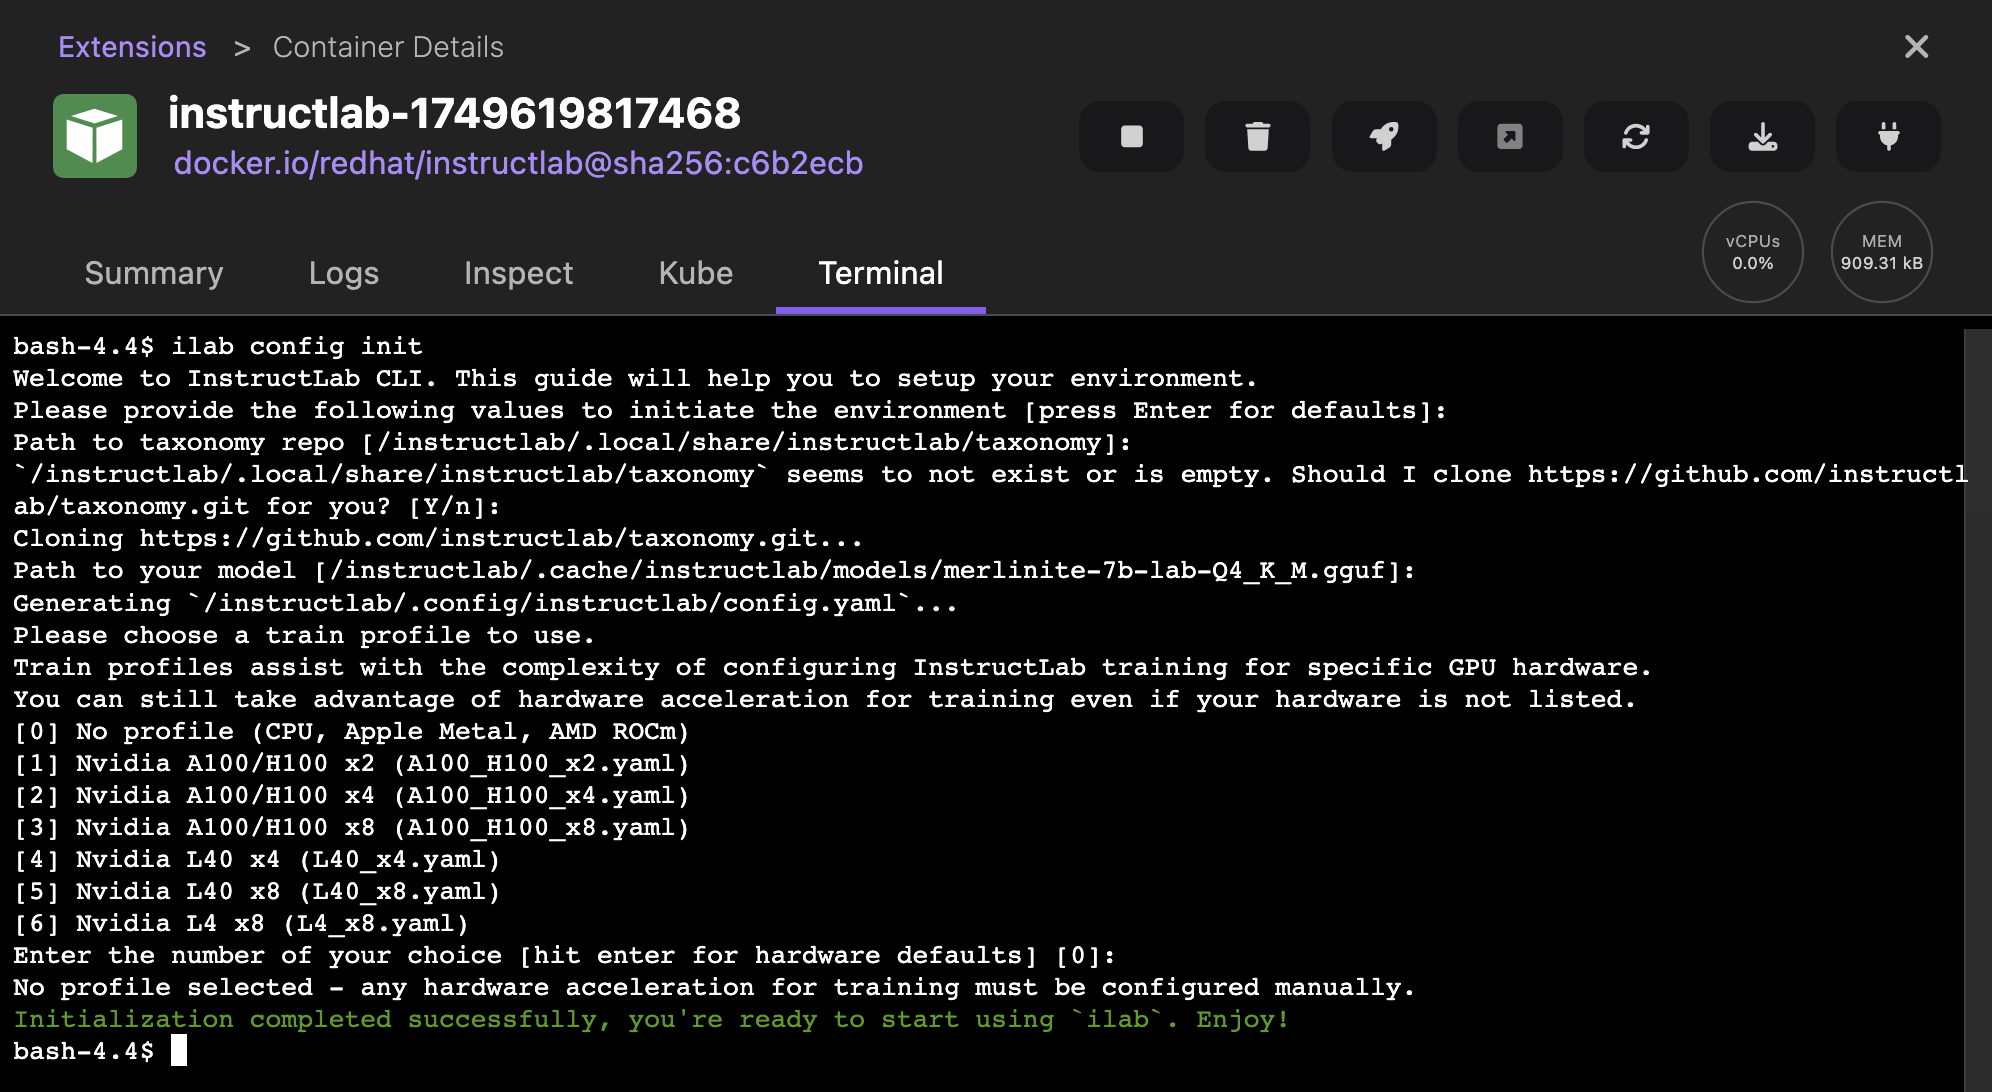 Extensions > Container Details
instructlab-1749619817468
docker.io/redhat/instructlab@sha256:c6b2ecb
vCPUs
0.0%
MEM
909.31 kB
Summary Logs Inspect Kube Terminal
bash-4.4$ ilab config init
Welcome to InstructLab CLI. This guide will help you to setup your environment.
Please provide the following values to initiate the environment [press Enter for defaults]:
Path to taxonomy repo [/instructlab/.local/share/instructlab/taxonomy]:
`/instructlab/.local/share/instructlab/taxonomy` seems to not exist or is empty. Should I clone https://github.com/instructl
ab/taxonomy.git for you? [Y/n]:
Cloning https://github.com/instructlab/taxonomy.git...
Path to your model [/instructlab/.cache/instructlab/models/merlinite-7b-lab-Q4_K_M.gguf]:
Generating `/instructlab/.config/instructlab/config.yaml`...
Please choose a train profile to use.
Train profiles assist with the complexity of configuring InstructLab training for specific GPU hardware.
You can still take advantage of hardware acceleration for training even if your hardware is not listed.
[0] No profile (CPU, Apple Metal, AMD ROCm)
[1] Nvidia A100/H100 x2 (A100_H100_x2.yaml)
[2] Nvidia A100/H100 x4 (A100_H100_x4.yaml)
[3] Nvidia A100/H100 x8 (A100_H100_x8.yaml)
[4] Nvidia L40 x4 (L40_x4.yaml)
[5] Nvidia L40 x8 (L40_x8.yaml)
[6] Nvidia L4 x8 (L4_x8.yaml)
Enter the number of your choice [hit enter for hardware defaults] [0]:
No profile selected - any hardware acceleration for training must be configured manually.
Initialization completed successfully, you're ready to start using `ilab`. Enjoy!
bash-4.4$